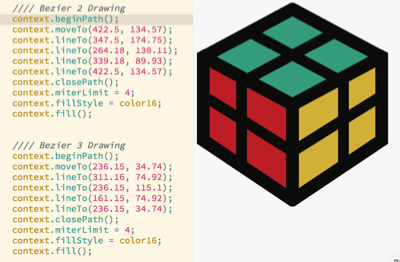 //// Bezier 2 Drawing
context.beginPath();
context.moveTo(422.5, 134.57);
context.lineTo(347.5, 174.75);
context.lineTo(264.18, 130.11);
context.lineTo(339.18, 89.93);
context.lineTo(422.5, 134.57);
context.closePath();
context.miterLimit = 4;
context.fillStyle = color16;
context.fill();
//// Bezier 3 Drawing
context.beginPath();
context.moveTo(236.15, 34.74);
context.lineTo(311.16, 74.92);
context.lineTo(236.15, 115.1);
context.lineTo(161.15, 74.92);
context.lineTo(236.15, 34.74);
context.closePath();
context.miterLimit = 4;
context.fillStyle = color16;
context.fill();